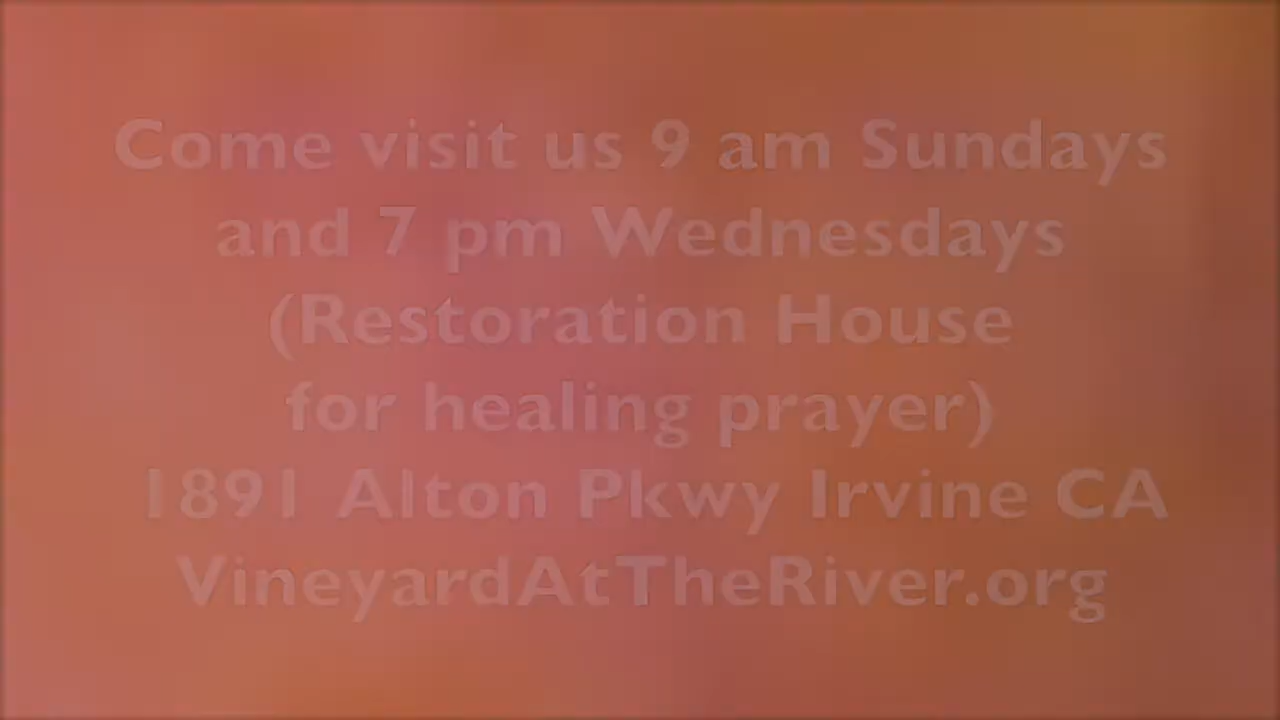 Come visit us 9 am Sundays
and 7 pm Wednesdays
(Restoration House
for healing prayer)
1891 Alton Pkwy Irvine CA
VineyardAtTheRiver.org